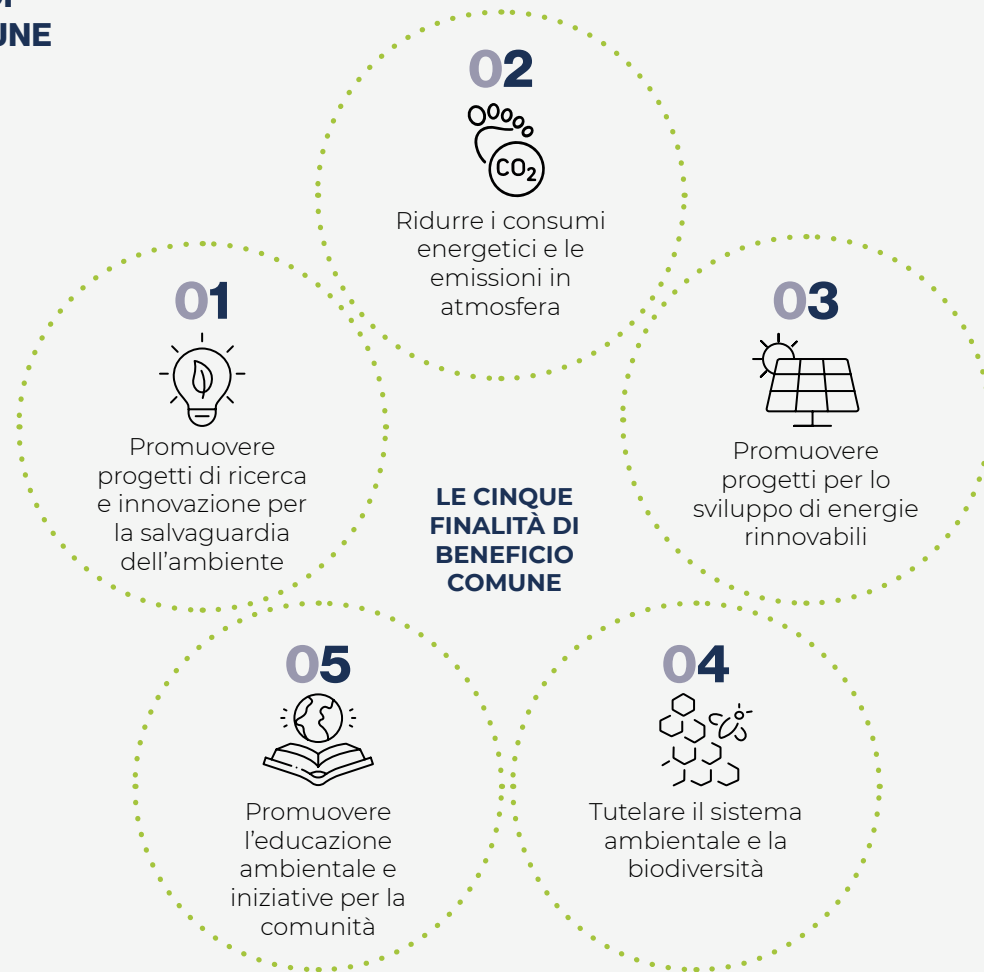 UNE
02
CO₂
Ridurre i consumi
energetici e le
emissioni in
atmosfera
01
Promuovere
progetti di ricerca
e innovazione per
la salvaguardia
dell'ambiente
03
Promuovere
progetti per lo
sviluppo di energie
rinnovabili
LE CINQUE
FINALITÀ DI
BENEFICIO
COMUNE
05
Promuovere
l'educazione
ambientale e
iniziative per la
comunità
04
Tutelare il sistema
ambientale e la
biodiversità